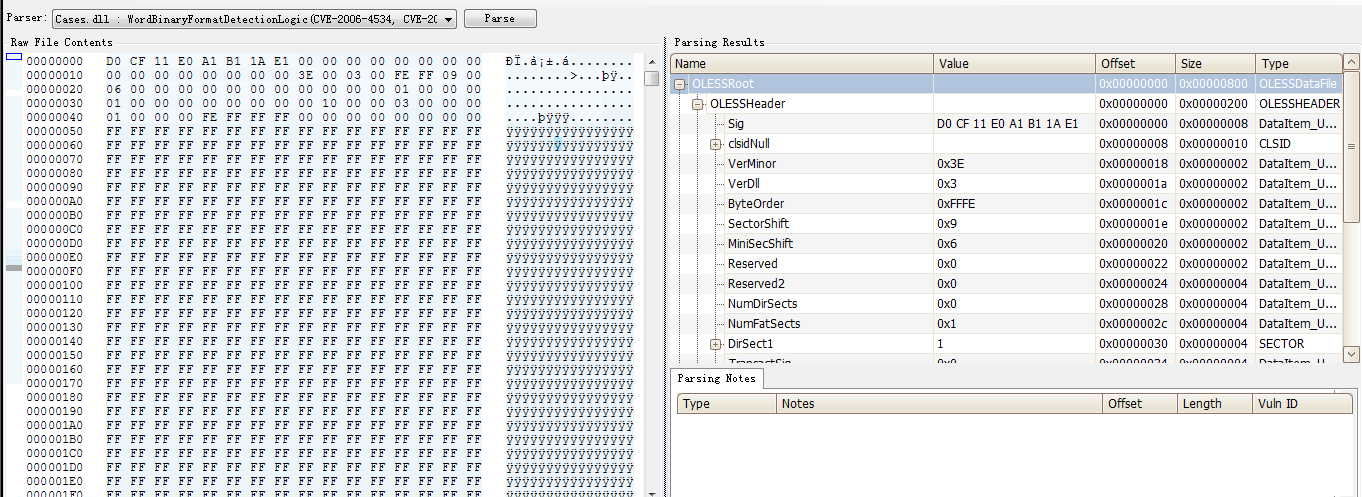 Parser: Cases.dll : WordBinaryFormatDetectionLogic(CVE-2006-4534, CVE-20 Parse
Raw File Contents
00000000 D0 CF 11 E0 A1 B1 1A E1 00 00 00 00 00 00 00 00 ÐÏ.à¡±.á........
00000010 00 00 00 00 00 00 00 00 3E 00 03 00 FE FF 09 00 ........>...þÿ..
00000020 06 00 00 00 00 00 00 00 00 00 00 00 01 00 00 00 ................
00000030 01 00 00 00 00 00 00 00 00 10 00 00 03 00 00 00 ................
00000040 01 00 00 00 FE FF FF FF 00 00 00 00 00 00 00 00 ....þÿÿÿ........
00000050 FF FF FF FF FF FF FF FF FF FF FF FF FF FF FF FF ÿÿÿÿÿÿÿÿÿÿÿÿÿÿÿÿ
00000060 FF FF FF FF FF FF FF FF FF FF FF FF FF FF FF FF ÿÿÿÿÿÿÿÿÿÿÿÿÿÿÿÿ
00000070 FF FF FF FF FF FF FF FF FF FF FF FF FF FF FF FF ÿÿÿÿÿÿÿÿÿÿÿÿÿÿÿÿ
00000080 FF FF FF FF FF FF FF FF FF FF FF FF FF FF FF FF ÿÿÿÿÿÿÿÿÿÿÿÿÿÿÿÿ
00000090 FF FF FF FF FF FF FF FF FF FF FF FF FF FF FF FF ÿÿÿÿÿÿÿÿÿÿÿÿÿÿÿÿ
000000A0 FF FF FF FF FF FF FF FF FF FF FF FF FF FF FF FF ÿÿÿÿÿÿÿÿÿÿÿÿÿÿÿÿ
000000B0 FF FF FF FF FF FF FF FF FF FF FF FF FF FF FF FF ÿÿÿÿÿÿÿÿÿÿÿÿÿÿÿÿ
000000C0 FF FF FF FF FF FF FF FF FF FF FF FF FF FF FF FF ÿÿÿÿÿÿÿÿÿÿÿÿÿÿÿÿ
000000D0 FF FF FF FF FF FF FF FF FF FF FF FF FF FF FF FF ÿÿÿÿÿÿÿÿÿÿÿÿÿÿÿÿ
000000E0 FF FF FF FF FF FF FF FF FF FF FF FF FF FF FF FF ÿÿÿÿÿÿÿÿÿÿÿÿÿÿÿÿ
000000F0 FF FF FF FF FF FF FF FF FF FF FF FF FF FF FF FF ÿÿÿÿÿÿÿÿÿÿÿÿÿÿÿÿ
00000100 FF FF FF FF FF FF FF FF FF FF FF FF FF FF FF FF ÿÿÿÿÿÿÿÿÿÿÿÿÿÿÿÿ
00000110 FF FF FF FF FF FF FF FF FF FF FF FF FF FF FF FF ÿÿÿÿÿÿÿÿÿÿÿÿÿÿÿÿ
00000120 FF FF FF FF FF FF FF FF FF FF FF FF FF FF FF FF ÿÿÿÿÿÿÿÿÿÿÿÿÿÿÿÿ
00000130 FF FF FF FF FF FF FF FF FF FF FF FF FF FF FF FF ÿÿÿÿÿÿÿÿÿÿÿÿÿÿÿÿ
00000140 FF FF FF FF FF FF FF FF FF FF FF FF FF FF FF FF ÿÿÿÿÿÿÿÿÿÿÿÿÿÿÿÿ
00000150 FF FF FF FF FF FF FF FF FF FF FF FF FF FF FF FF ÿÿÿÿÿÿÿÿÿÿÿÿÿÿÿÿ
00000160 FF FF FF FF FF FF FF FF FF FF FF FF FF FF FF FF ÿÿÿÿÿÿÿÿÿÿÿÿÿÿÿÿ
00000170 FF FF FF FF FF FF FF FF FF FF FF FF FF FF FF FF ÿÿÿÿÿÿÿÿÿÿÿÿÿÿÿÿ
00000180 FF FF FF FF FF FF FF FF FF FF FF FF FF FF FF FF ÿÿÿÿÿÿÿÿÿÿÿÿÿÿÿÿ
00000190 FF FF FF FF FF FF FF FF FF FF FF FF FF FF FF FF ÿÿÿÿÿÿÿÿÿÿÿÿÿÿÿÿ
000001A0 FF FF FF FF FF FF FF FF FF FF FF FF FF FF FF FF ÿÿÿÿÿÿÿÿÿÿÿÿÿÿÿÿ
000001B0 FF FF FF FF FF FF FF FF FF FF FF FF FF FF FF FF ÿÿÿÿÿÿÿÿÿÿÿÿÿÿÿÿ
000001C0 FF FF FF FF FF FF FF FF FF FF FF FF FF FF FF FF ÿÿÿÿÿÿÿÿÿÿÿÿÿÿÿÿ
000001D0 FF FF FF FF FF FF FF FF FF FF FF FF FF FF FF FF ÿÿÿÿÿÿÿÿÿÿÿÿÿÿÿÿ
000001E0 FF FF FF FF FF FF FF FF FF FF FF FF FF FF FF FF ÿÿÿÿÿÿÿÿÿÿÿÿÿÿÿÿ
000001F0 FF FF FF FF FF FF FF FF FF FF FF FF FF FF FF FF ÿÿÿÿÿÿÿÿÿÿÿÿÿÿÿÿ
Parsing Results
Name Value Offset Size Type
OLESSRoot 0x00000000 0x00000800 OLESSDataFile
OLESSHeader 0x00000000 0x00000200 OLESSHEADER
Sig D0 CF 11 E0 A1 B1 1A E1 0x00000000 0x00000008 DataItem_U...
clsidNull 0x00000008 0x00000010 CLSID
VerMinor 0x3E 0x00000018 0x00000002 DataItem_U...
VerDll 0x3 0x0000001a 0x00000002 DataItem_U...
ByteOrder 0xFFFE 0x0000001c 0x00000002 DataItem_U...
SectorShift 0x9 0x0000001e 0x00000002 DataItem_U...
MiniSecShift 0x6 0x00000020 0x00000002 DataItem_U...
Reserved 0x0 0x00000022 0x00000002 DataItem_U...
Reserved2 0x0 0x00000024 0x00000004 DataItem_U...
NumDirSects 0x0 0x00000028 0x00000004 DataItem_U...
NumFatSects 0x1 0x0000002c 0x00000004 DataItem_U...
DirSect1 1 0x00000030 0x00000004 SECTOR
TransactSig 0x0 0x00000034 0x00000004 DataItem_U...
Parsing Notes
Type Notes Offset Length Vuln ID